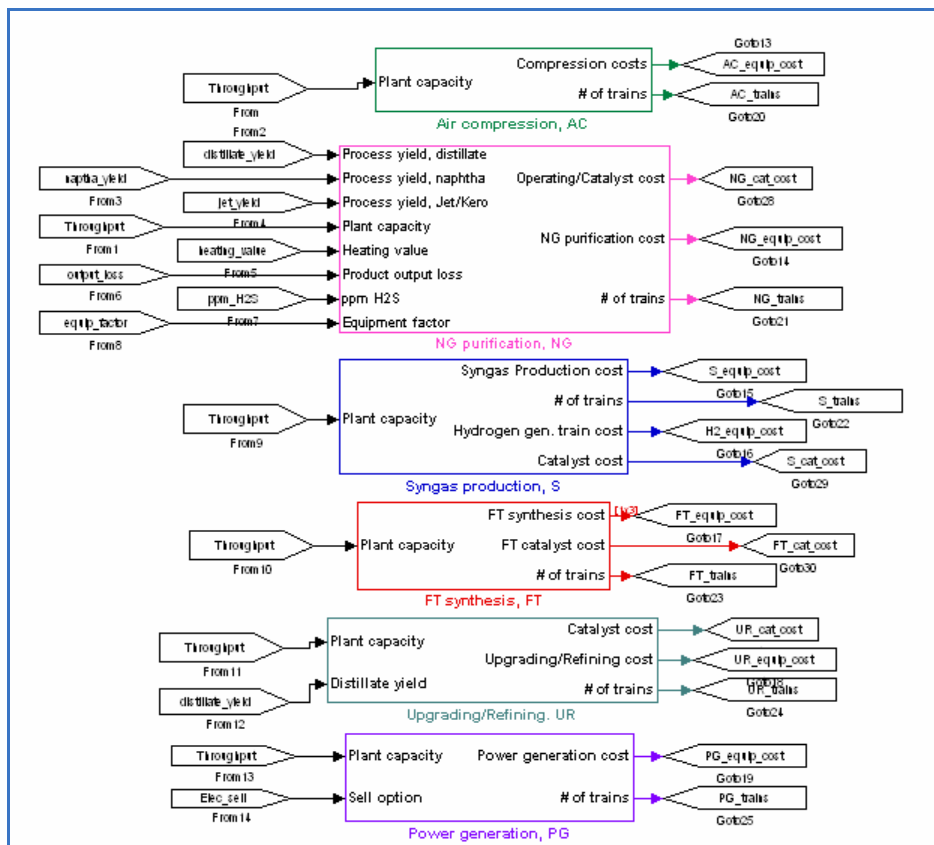 Goto13
Compression costs
AC_equip_cost
Throughput
Plant capacity
# of trains
AC_trains
From
Goto20
From2
Air compression, AC
distillate_yield
Process yield, distillate
naptha_yield
Process yield, naphtha
Operating/Catalyst cost
NG_cat_cost
From3
Goto28
jet_yield
Process yield, Jet/Kero
From4
Throughput
Plant capacity
From1
NG purification cost
NG_equip_cost
heating_value
Heating value
Goto14
From5
output_loss
Product output loss
From6
ppm_H2S
ppm H2S
# of trains
NG_trains
From7
Goto21
equip_factor
Equipment factor
From8
NG purification, NG
Syngas Production cost
S_equip_cost
Goto15
# of trains
S_trains
Throughput
Plant capacity
Goto22
From9
Hydrogen gen. train cost
H2_equip_cost
Goto16
Catalyst cost
S_cat_cost
Goto29
Syngas production, S
[1x3]
FT synthesis cost
FT_equip_cost
Goto17
Throughput
Plant capacity
FT catalyst cost
FT_cat_cost
From10
Goto30
# of trains
FT_trains
Goto23
FT synthesis, FT
Catalyst cost
UR_cat_cost
Throughput
Plant capacity
From11
Upgrading/Refining cost
UR_equip_cost
Goto18
distillate_yield
Distillate yield
# of trains
UR_trains
From12
Goto24
Upgrading/Refining. UR
Throughput
Plant capacity
Power generation cost
PG_equip_cost
From13
Goto19
Elec_sell
Sell option
# of trains
PG_trains
From14
Goto25
Power generation, PG